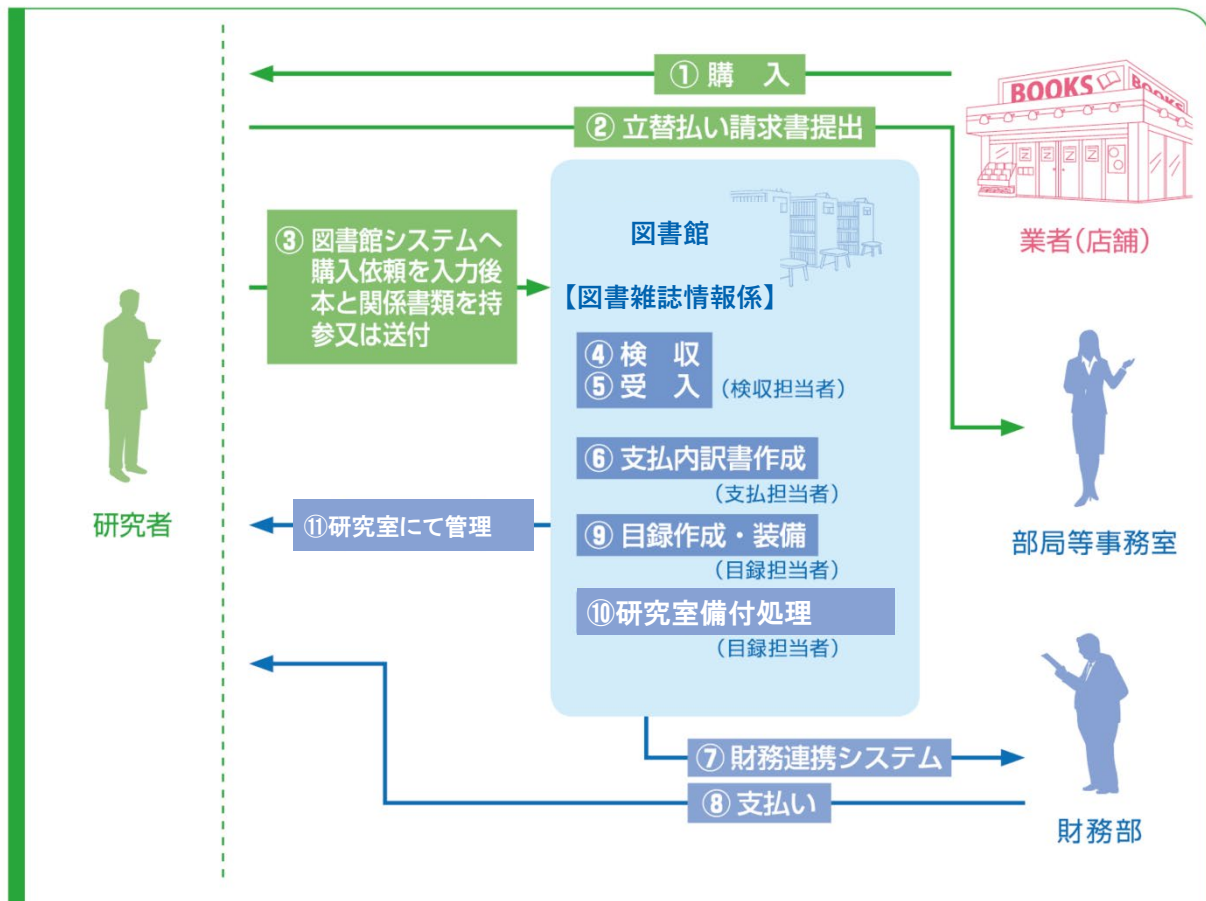 ① 購　入
BOOKS
BOOKS
② 立替払い請求書提出
業者(店舗)
図書館
【図書雑誌情報係】
③ 図書館システムへ
購入依頼を入力後
本と関係書類を持
参又は送付
④ 検　収
⑤ 受　入 (検収担当者)
⑥ 支払内訳書作成
(支払担当者)
研究者
⑪研究室にて管理
⑨ 目録作成・装備
(目録担当者)
部局等事務室
⑩研究室備付処理
(目録担当者)
⑦ 財務連携システム
⑧ 支払い
財務部